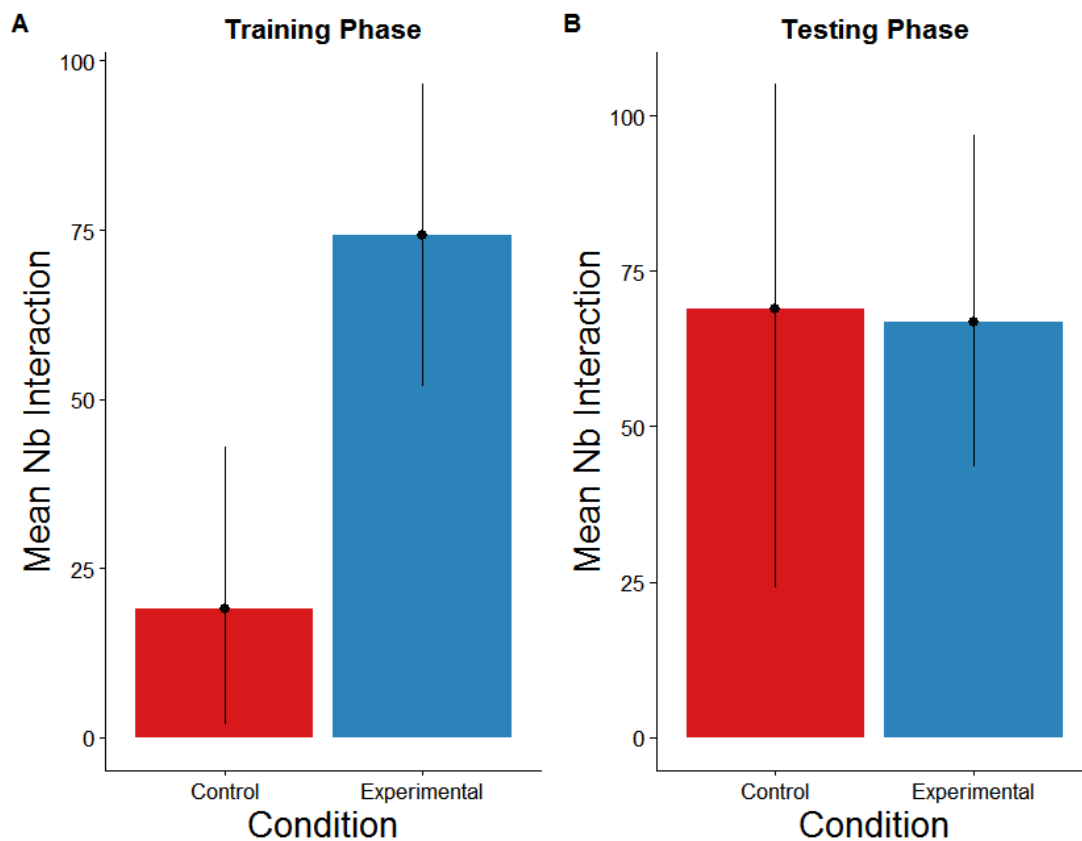 A
Training Phase
Mean Nb Interaction
100
75
50
25
0
Control
Experimental
Condition
B
Testing Phase
Mean Nb Interaction
100
75
50
25
0
Control
Experimental
Condition